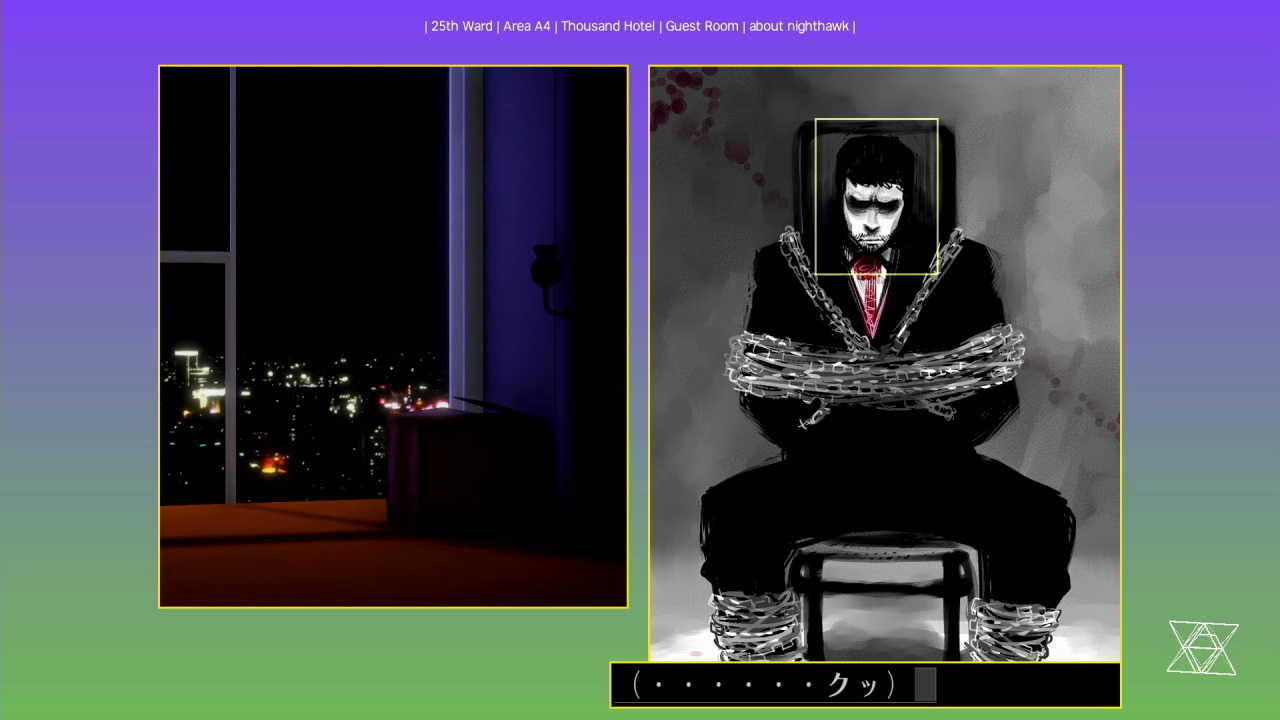 | 25th Ward | Area A4 | Thousand Hotel | Guest Room | about nighthawk |
(・・・・・・クッ)